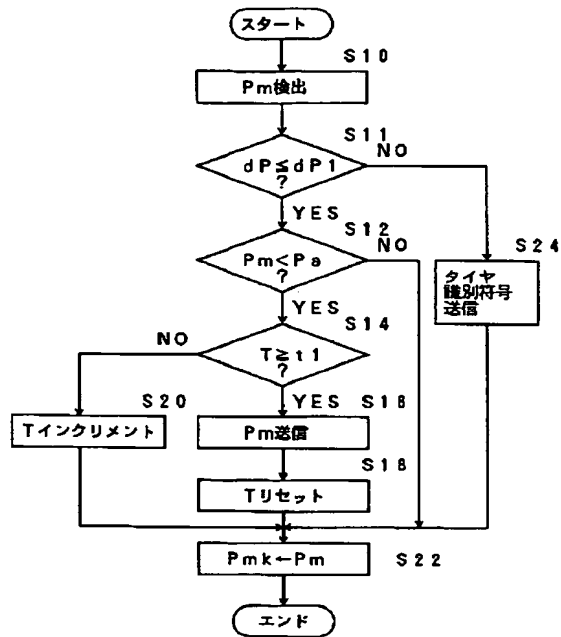 スタート
S10
Pm検出
S11
dP≦dP1
?
NO
YES
S12
Pm<Pa
?
NO
S24
タイヤ
識別符号
送信
YES
S14
T≧t1
?
NO
YES
S16
S20
Tインクリメント
Pm送信
S18
Tリセット
Pmk←Pm
S22
エンド